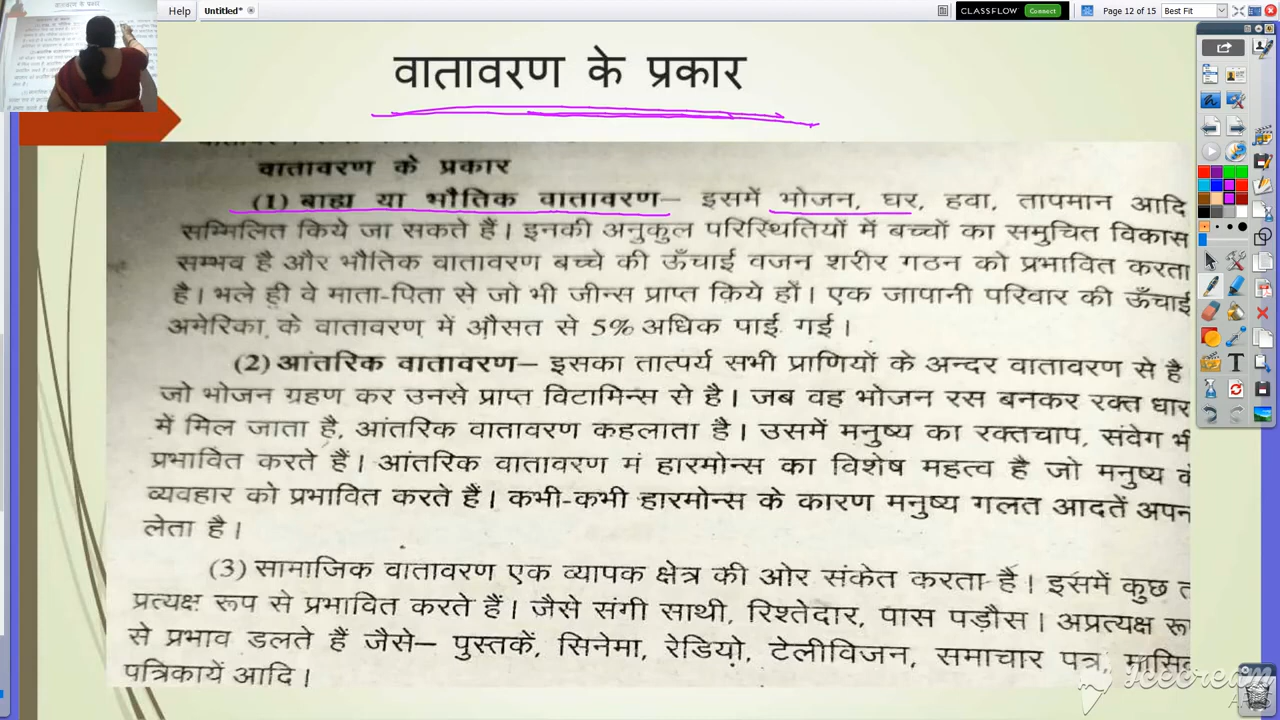 Help Untitled* CLASSFLOW Connect Page 12 of 15 Best Fit
वातावरण के प्रकार
वातावरण के प्रकार
(1) बाह्य या भौतिक वातावरण– इसमें भोजन, घर, हवा, तापमान आदि
सम्मिलित किये जा सकते हैं। इनकी अनुकुल परिस्थितियों में बच्चों का समुचित विकास
सम्भव है और भौतिक वातावरण बच्चे की ऊँचाई वजन शरीर गठन को प्रभावित करता
है। भले ही वे माता-पिता से जो भी जीन्स प्राप्त किये हों। एक जापानी परिवार की ऊँचाई
अमेरिका के वातावरण में औसत से 5% अधिक पाई गई।
(2) आंतरिक वातावरण– इसका तात्पर्य सभी प्राणियों के अन्दर वातावरण से है
जो भोजन ग्रहण कर उनसे प्राप्त विटामिन्स से है। जब वह भोजन रस बनकर रक्त धार
में मिल जाता है, आंतरिक वातावरण कहलाता है। उसमें मनुष्य का रक्तचाप, संवेग भी
प्रभावित करते हैं। आंतरिक वातावरण मं हारमोन्स का विशेष महत्व है जो मनुष्य
व्यवहार को प्रभावित करते हैं। कभी-कभी हारमोन्स के कारण मनुष्य गलत आदतें अपन
लेता है।
(3) सामाजिक वातावरण एक व्यापक क्षेत्र की ओर संकेत करता है। इसमें कुछ
प्रत्यक्ष रूप से प्रभावित करते हैं। जैसे संगी साथी, रिश्तेदार, पास पड़ौस। अप्रत्यक्ष रू
से प्रभाव डलते हैं जैसे– पुस्तकें, सिनेमा, रेडियो, टेलीविजन, समाचार पत्र, मासि
पत्रिकायें आदि।
Icecream
APPS